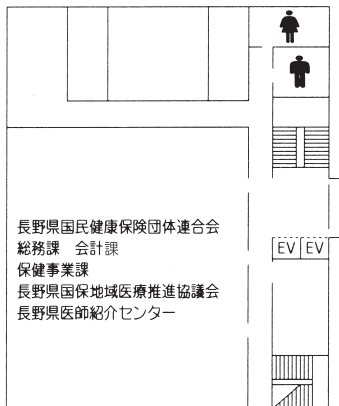 長野県国民健康保険団体連合会
総務課　会計課
保健事業課
長野県国保地域医療推進協議会
長野県医師紹介センター
EV EV